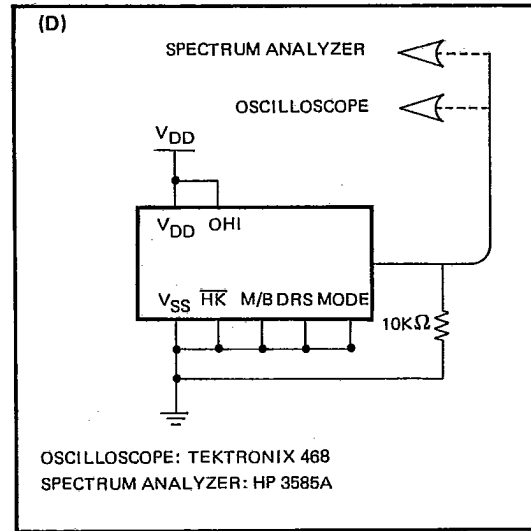 (D)
SPECTRUM ANALYZER
OSCILLOSCOPE
VDD
VDD OHI
VSS HK M/B DRS MODE
10KΩ
OSCILLOSCOPE: TEKTRONIX 468
SPECTRUM ANALYZER: HP 3585A